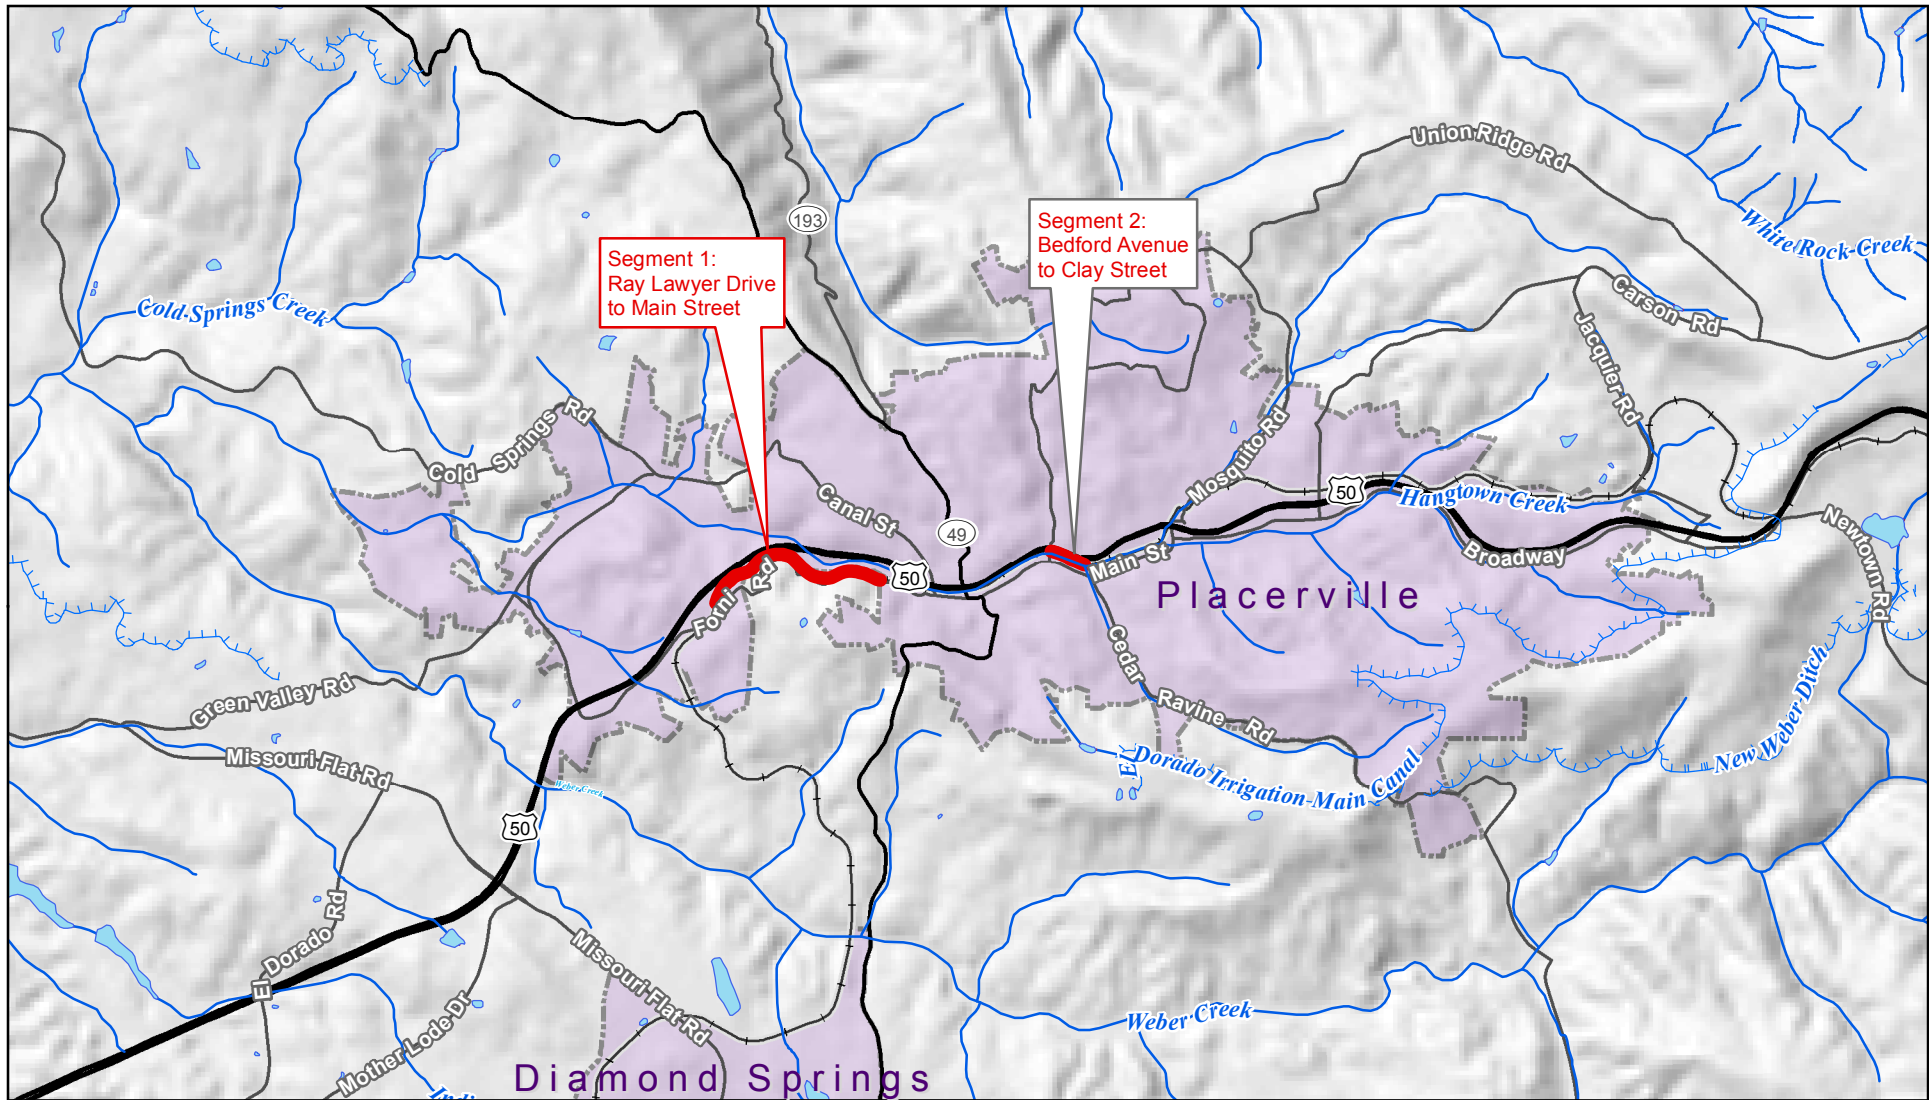 Union Ridge Rd
193
Segment 2:
Bedford Avenue
to Clay Street
White Rock Creek
Segment 1:
Ray Lawyer Drive
to Main Street
Cold Springs Creek
Carson Rd
Jacquier Rd
Cold Springs Rd
Mosquito Rd
Canal St
50
Hangtown Creek
49
Newtown Rd
Broadway
Main St
50
Forni Rd
Placerville
Cedar Ravine Rd
Green Valley Rd
New Weber Ditch
Missouri Flat Rd
El Dorado Irrigation Main Canal
Weber Creek
50
El Dorado Rd
Missouri Flat Rd
Mother Lode Dr
Weber Creek
Diamond Springs